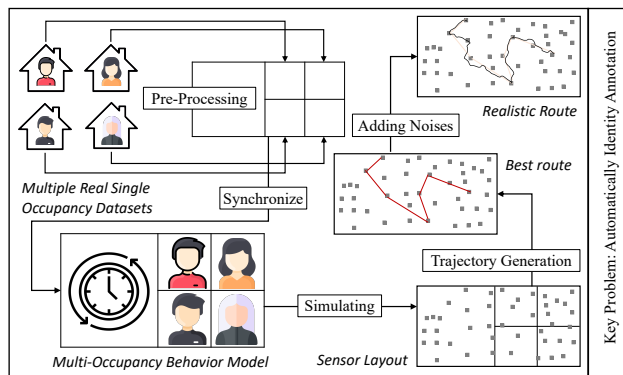 Pre-Processing
Multiple Real Single
Occupancy Datasets
Synchronize
Multi-Occupancy Behavior Model
Simulating
Sensor Layout
Trajectory Generation
Best route
Adding Noises
Realistic Route
Key Problem: Automatically Identity Annotation